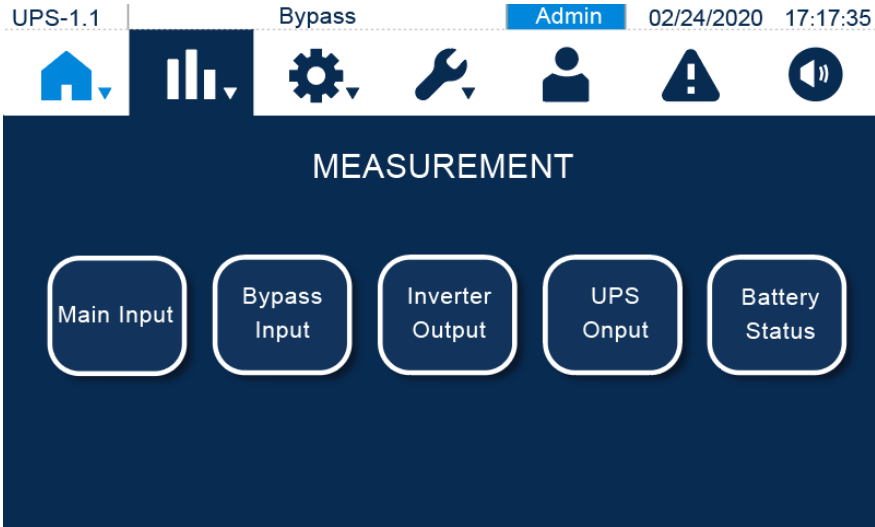 UPS-1.1 Bypass Admin 02/24/2020 17:17:35
MEASUREMENT
Main Input
Bypass
Input
Inverter
Output
UPS
Onput
Battery
Status